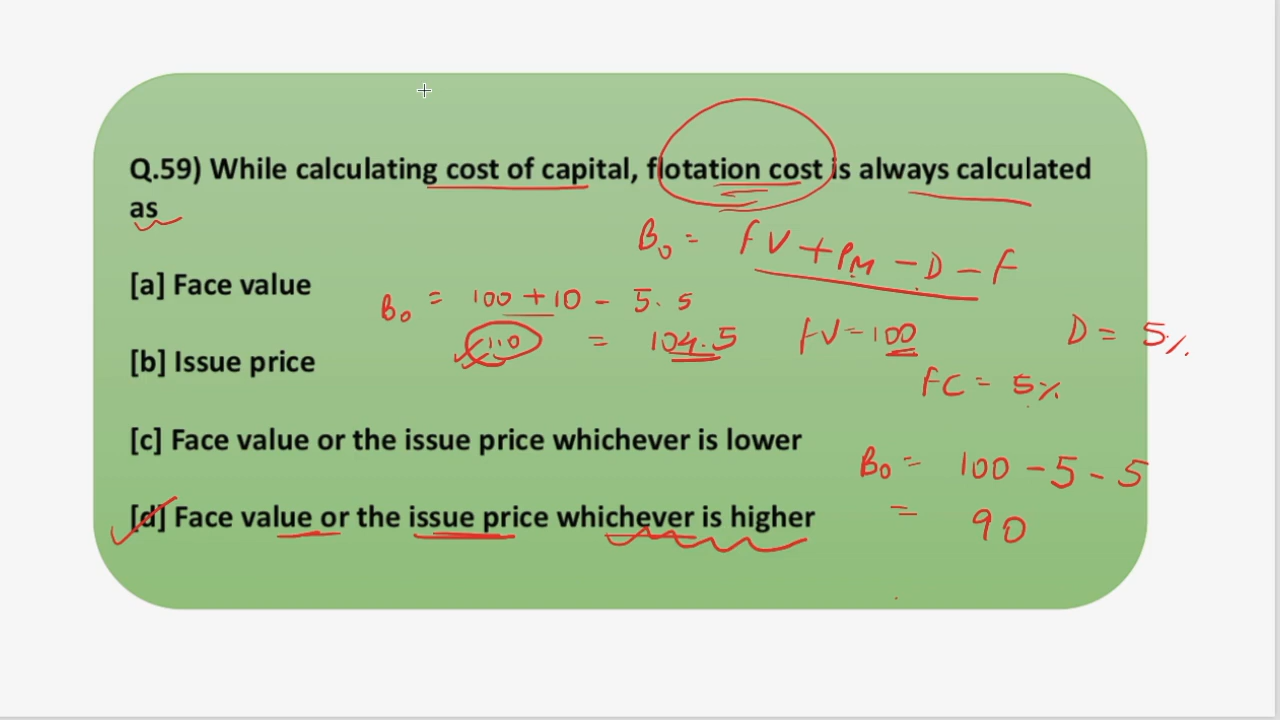 Q.59) While calculating cost of capital, flotation cost is always calculated
as
B₀ = FV + PM - D - F
[a] Face value
B₀ = 100 + 10 - 5.5
110 = 104.5
FV = 100
D = 5%
[b] Issue price
FC = 5%
[c] Face value or the issue price whichever is lower
B₀ = 100 - 5 - 5
= 90
[d] Face value or the issue price whichever is higher